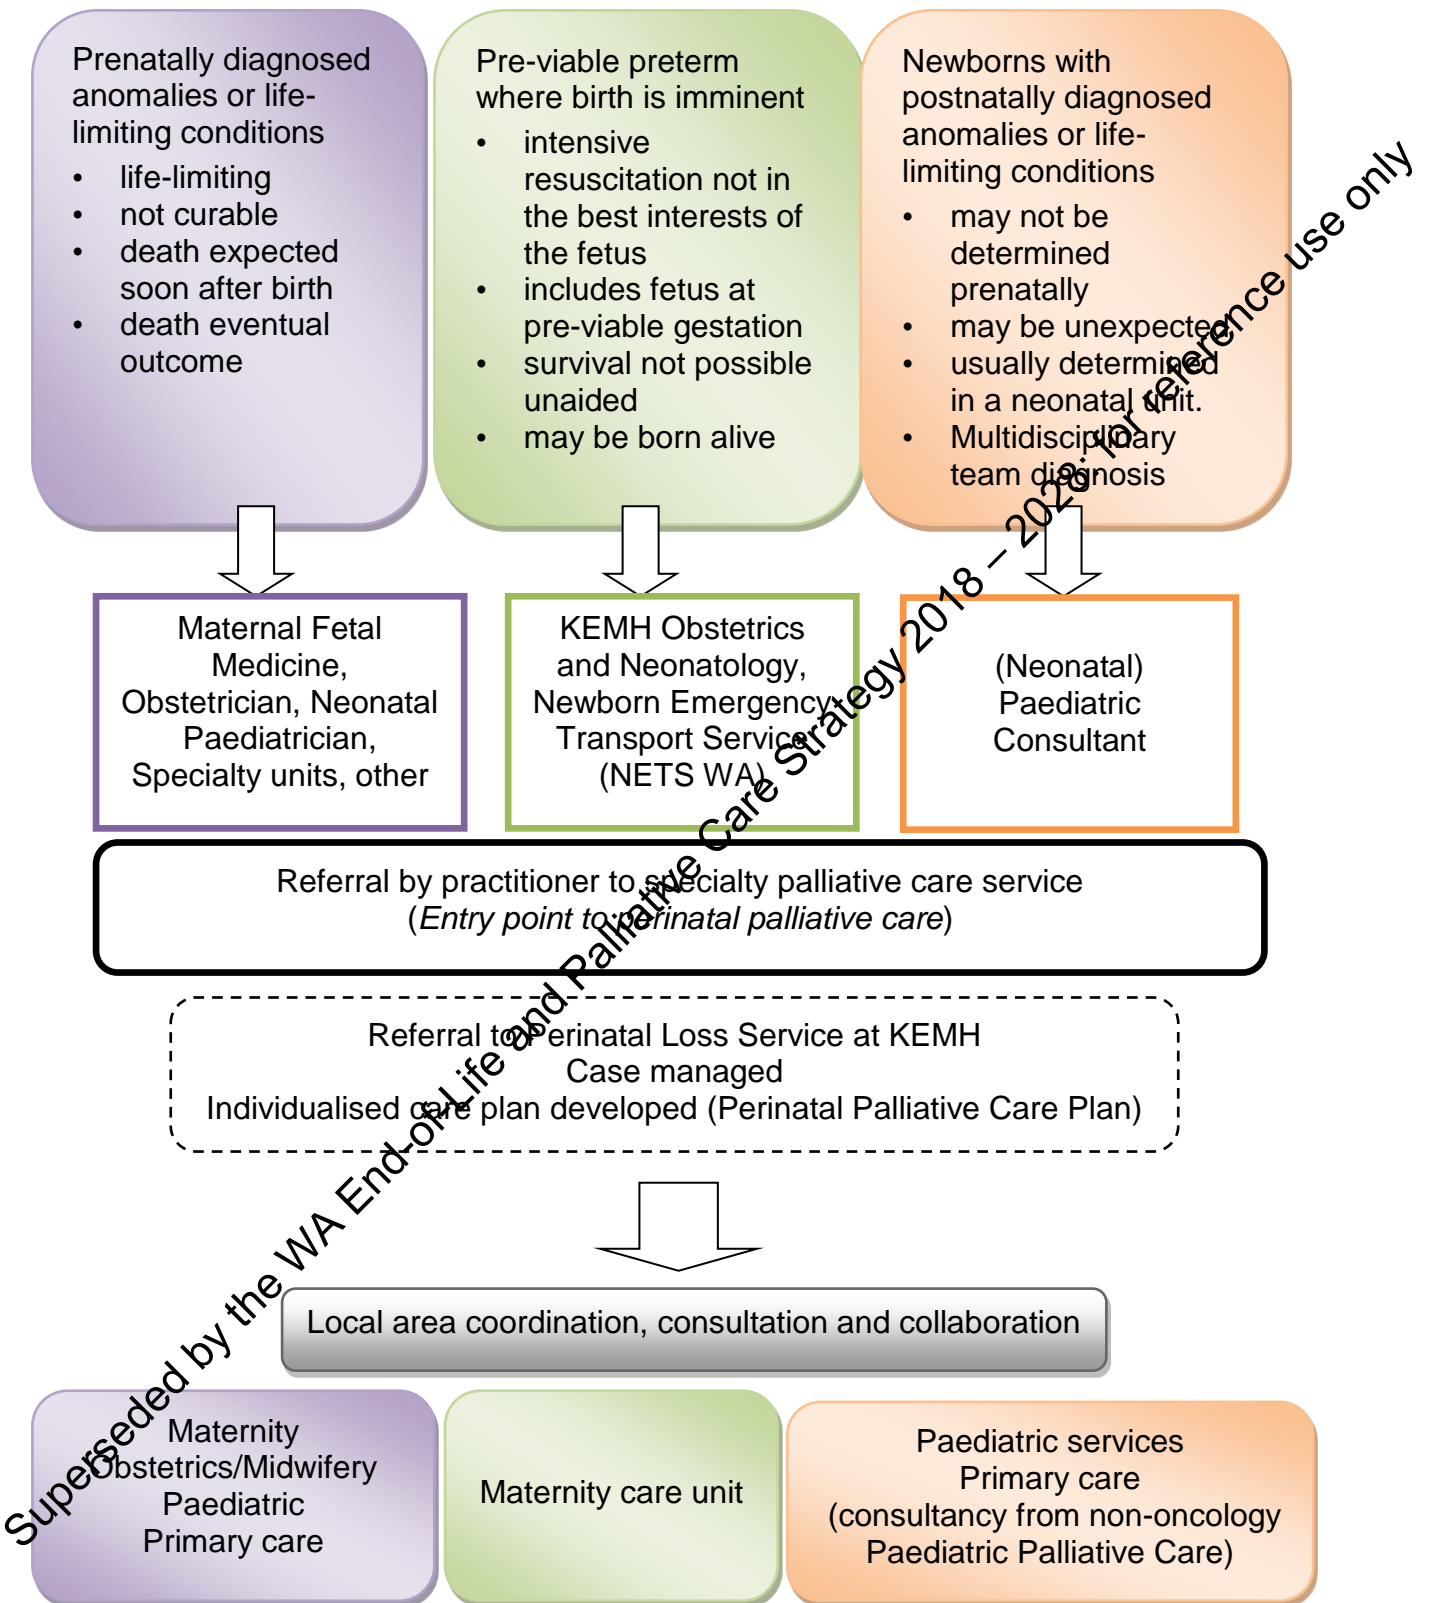 Prenatally diagnosed
anomalies or life-
limiting conditions
• life-limiting
• not curable
• death expected
soon after birth
• death eventual
outcome
Pre-viable preterm
where birth is imminent
• intensive
resuscitation not in
the best interests of
the fetus
• includes fetus at
pre-viable gestation
• survival not possible
unaided
• may be born alive
Newborns with
postnatally diagnosed
anomalies or life-
limiting conditions
• may not be
determined
prenatally
• may be unexpected
• usually determined
in a neonatal unit.
• Multidisciplinary
team diagnosis
Maternal Fetal
Medicine,
Obstetrician, Neonatal
Paediatrician,
Specialty units, other
KEMH Obstetrics
and Neonatology,
Newborn Emergency
Transport Service
(NETS WA)
(Neonatal)
Paediatric
Consultant
Referral by practitioner to specialty palliative care service
(Entry point to perinatal palliative care)
Referral to Perinatal Loss Service at KEMH
Case managed
Individualised care plan developed (Perinatal Palliative Care Plan)
Local area coordination, consultation and collaboration
Maternity
Obstetrics/Midwifery
Paediatric
Primary care
Maternity care unit
Paediatric services
Primary care
(consultancy from non-oncology
Paediatric Palliative Care)
Superseded by the WA End-of-Life and Palliative Care Strategy 2018 – 2028: for reference use only